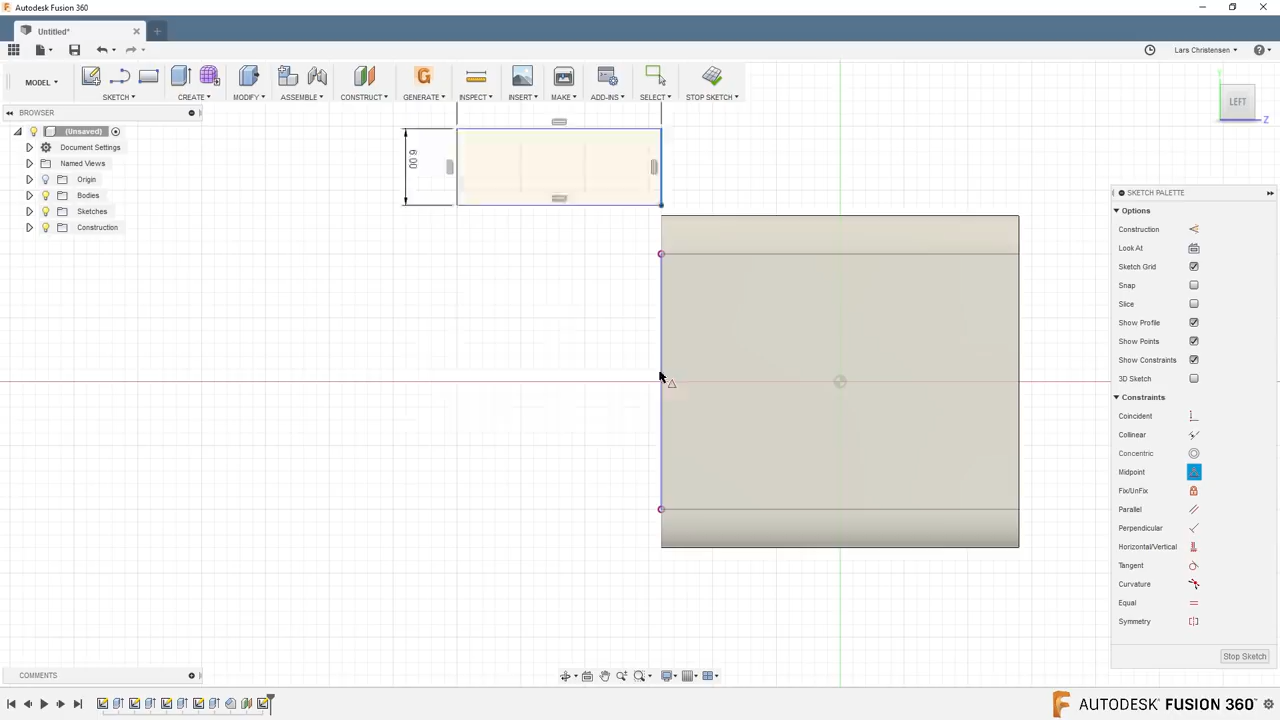 Autodesk Fusion 360
Untitled*
Lars Christensen
MODEL
SKETCH
CREATE
MODIFY
ASSEMBLE
CONSTRUCT
GENERATE
INSPECT
INSERT
MAKE
ADD-INS
SELECT
STOP SKETCH
BROWSER
(Unsaved)
Document Settings
Named Views
Origin
Bodies
Sketches
Construction
6.00
Y
LEFT
Z
SKETCH PALETTE
Options
Construction
Look At
Sketch Grid
Snap
Slice
Show Profile
Show Points
Show Constraints
3D Sketch
Constraints
Coincident
Collinear
Concentric
Midpoint
Fix/UnFix
Parallel
Perpendicular
Horizontal/Vertical
Tangent
Curvature
Equal
Symmetry
Stop Sketch
COMMENTS
AUTODESK FUSION 360™